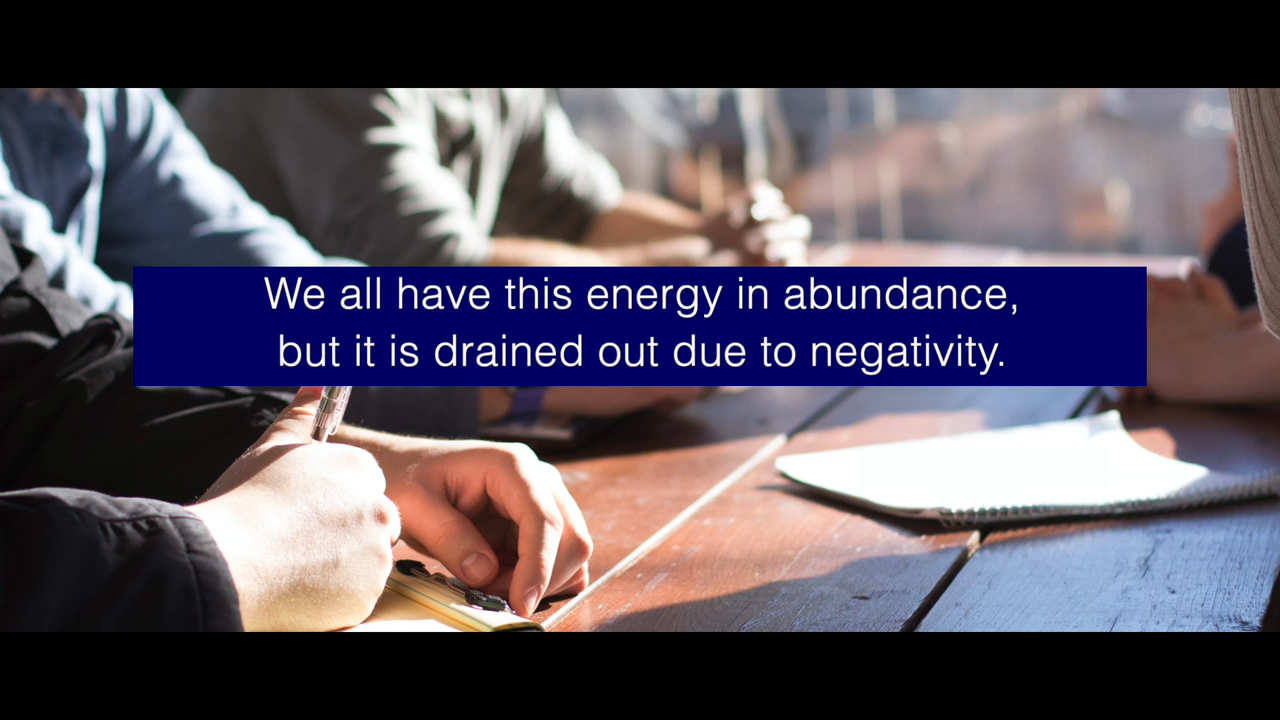 We all have this energy in abundance,
but it is drained out due to negativity.